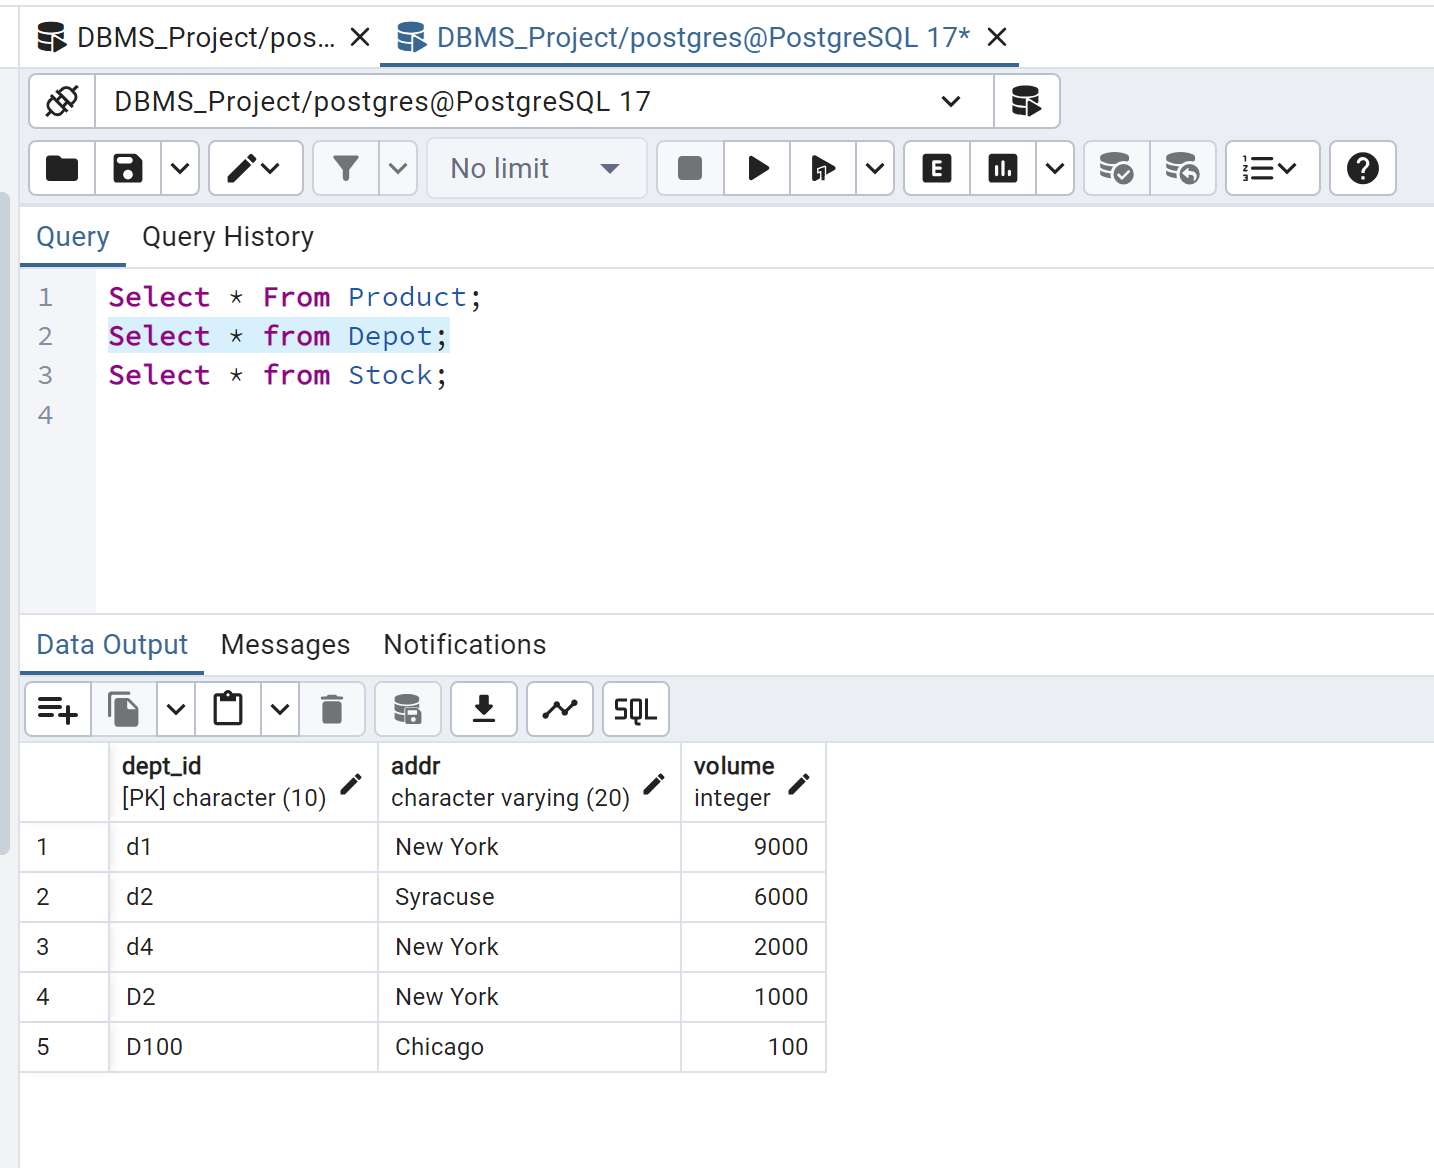 DBMS_Project/pos... DBMS_Project/postgres@PostgreSQL 17*
DBMS_Project/postgres@PostgreSQL 17
No limit E 1 2 3 ?
Query Query History
1 Select * From Product;
2 Select * from Depot;
3 Select * from Stock;
4
Data Output Messages Notifications
SQL
dept_id addr volume
[PK] character (10) character varying (20) integer
1 d1 New York 9000
2 d2 Syracuse 6000
3 d4 New York 2000
4 D2 New York 1000
5 D100 Chicago 100